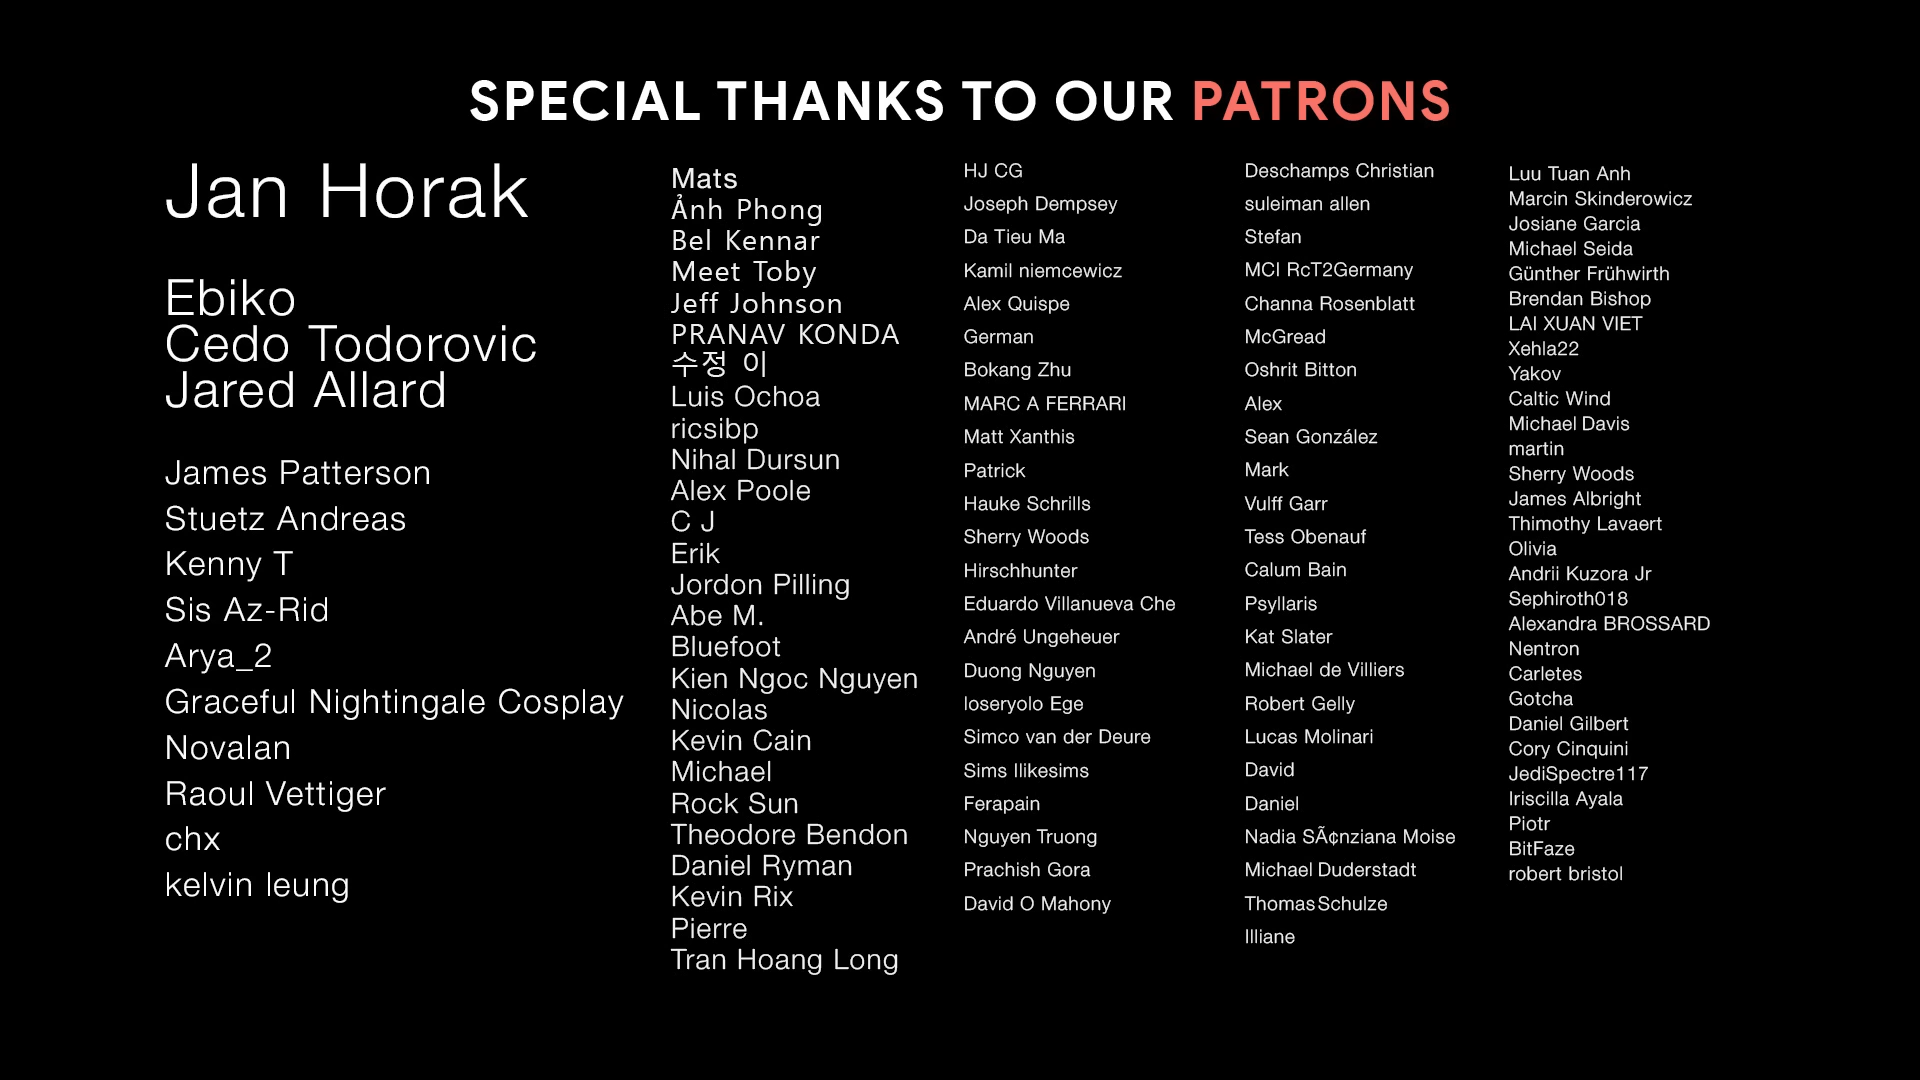 SPECIAL THANKS TO OUR PATRONS
Jan Horak
Ebiko
Cedo Todorovic
Jared Allard
James Patterson
Stuetz Andreas
Kenny T
Sis Az-Rid
Arya_2
Graceful Nightingale Cosplay
Novalan
Raoul Vettiger
chx
kelvin leung
Mats
Ảnh Phong
Bel Kennar
Meet Toby
Jeff Johnson
PRANAV KONDA
수정 이
Luis Ochoa
ricsibp
Nihal Dursun
Alex Poole
C J
Erik
Jordon Pilling
Abe M.
Bluefoot
Kien Ngoc Nguyen
Nicolas
Kevin Cain
Michael
Rock Sun
Theodore Bendon
Daniel Ryman
Kevin Rix
Pierre
Tran Hoang Long
HJ CG
Joseph Dempsey
Da Tieu Ma
Kamil niemcewicz
Alex Quispe
German
Bokang Zhu
MARC A FERRARI
Matt Xanthis
Patrick
Hauke Schrills
Sherry Woods
Hirschhunter
Eduardo Villanueva Che
André Ungeheuer
Duong Nguyen
loseryolo Ege
Simco van der Deure
Sims Ilikesims
Ferapain
Nguyen Truong
Prachish Gora
David O Mahony
Deschamps Christian
suleiman allen
Stefan
MCI RcT2Germany
Channa Rosenblatt
McGread
Oshrit Bitton
Alex
Sean González
Mark
Vulff Garr
Tess Obenauf
Calum Bain
Psyllaris
Kat Slater
Michael de Villiers
Robert Gelly
Lucas Molinari
David
Daniel
Nadia SÃ¢nziana Moise
Michael Duderstadt
Thomas Schulze
Illiane
Luu Tuan Anh
Marcin Skinderowicz
Josiane Garcia
Michael Seida
Günther Frühwirth
Brendan Bishop
LAI XUAN VIET
Xehla22
Yakov
Caltic Wind
Michael Davis
martin
Sherry Woods
James Albright
Thimothy Lavaert
Olivia
Andrii Kuzora Jr
Sephiroth018
Alexandra BROSSARD
Nentron
Carletes
Gotcha
Daniel Gilbert
Cory Cinquini
JediSpectre117
Iriscilla Ayala
Piotr
BitFaze
robert bristol